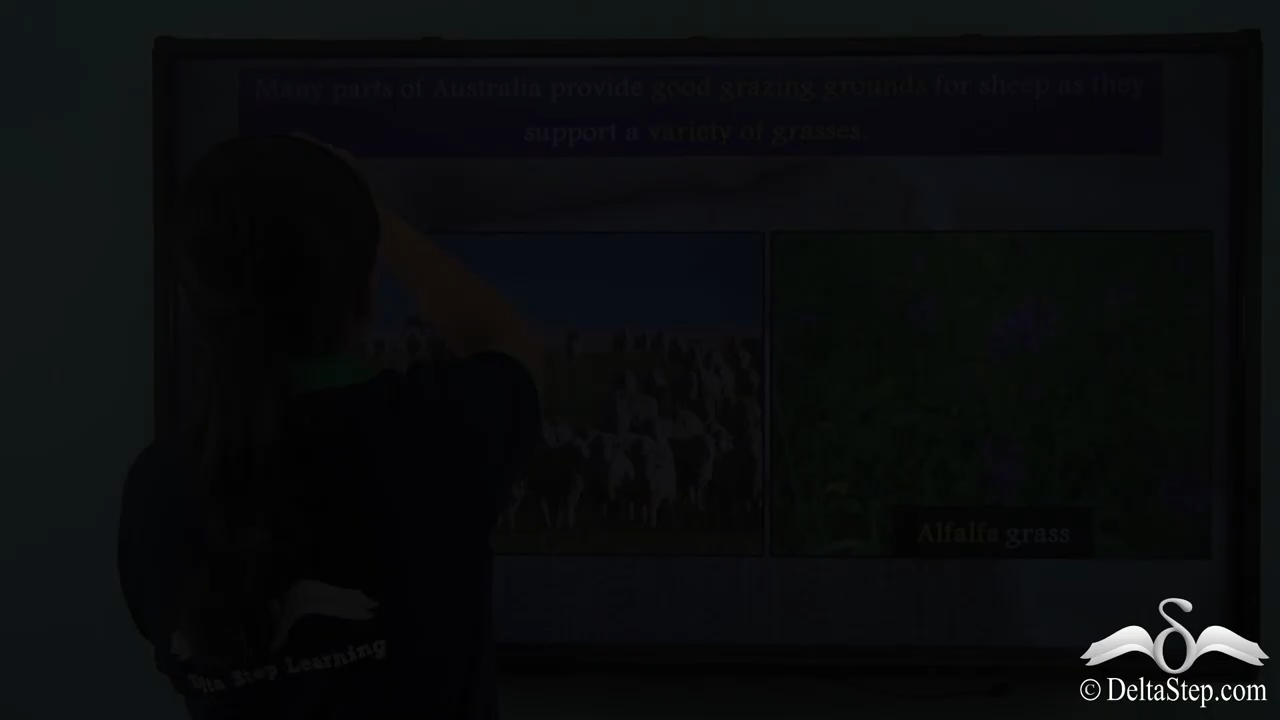 Many parts of Australia provide good grazing grounds for sheep as they
support a variety of grasses.
Alfalfa grass
Delta Step Learning
© DeltaStep.com